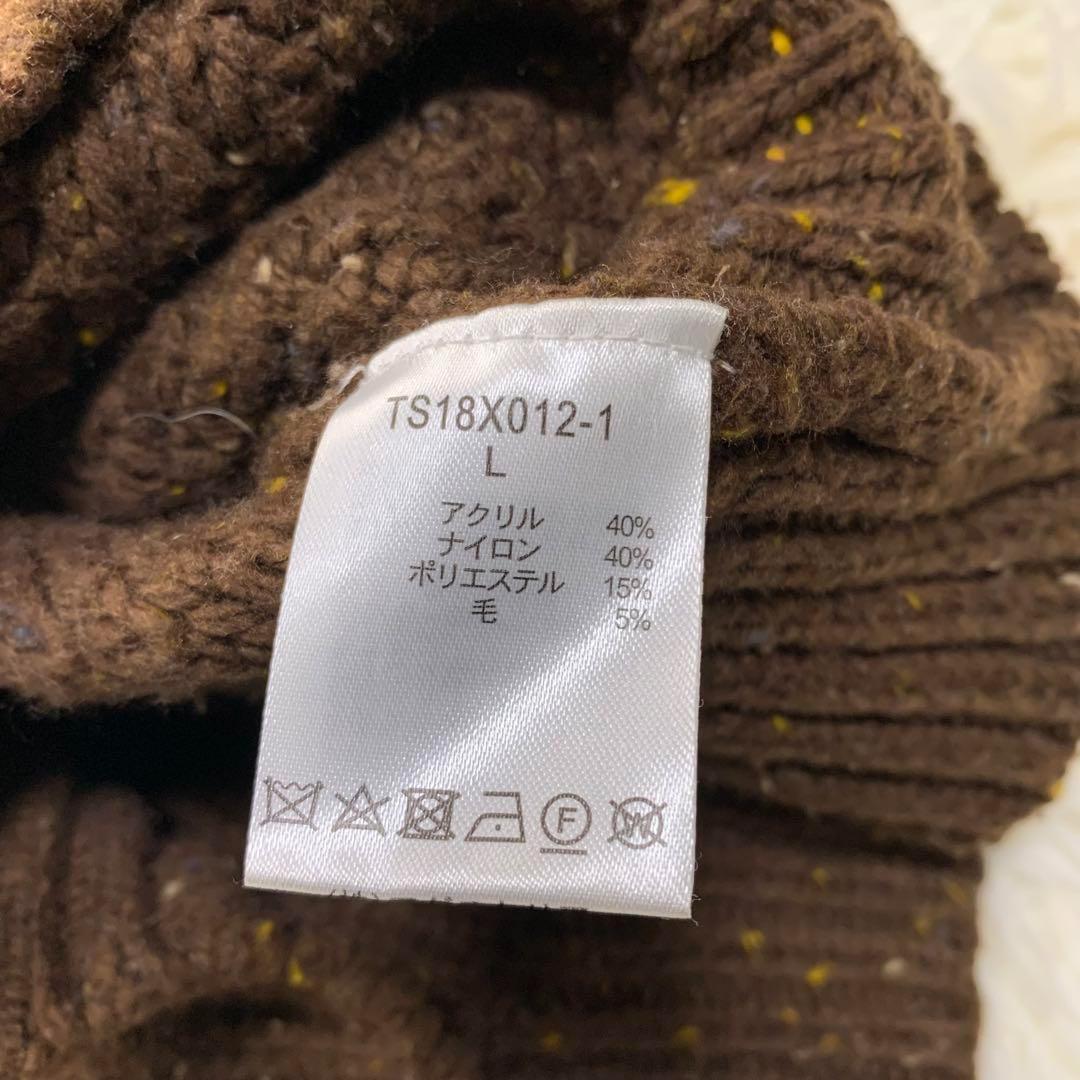 TS18X012-1
L
アクリル 40%
ナイロン 40%
ポリエステル 15%
毛 5%
F
W